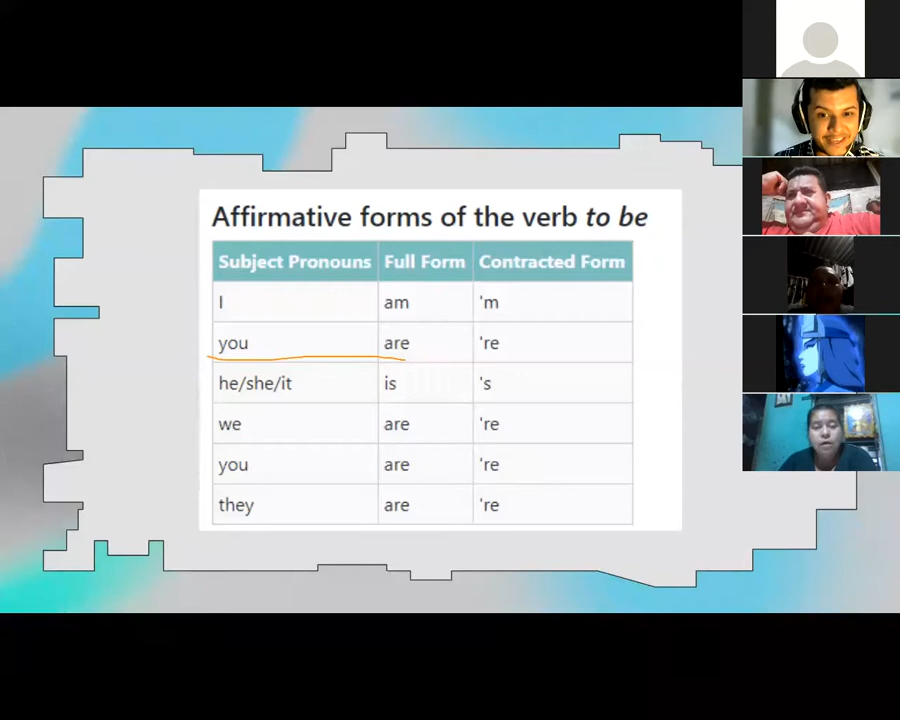 Affirmative forms of the verb to be
Subject Pronouns Full Form Contracted Form
I am 'm
you are 're
he/she/it is 's
we are 're
you are 're
they are 're